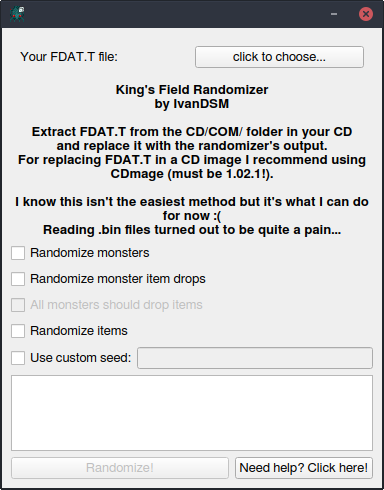 Your FDAT.T file:
click to choose...
King's Field Randomizer
by IvanDSM
Extract FDAT.T from the CD/COM/ folder in your CD
and replace it with the randomizer's output.
For replacing FDAT.T in a CD image I recommend using
CDmage (must be 1.02.1!).
I know this isn't the easiest method but it's what I can do
for now :(
Reading .bin files turned out to be quite a pain...
Randomize monsters
Randomize monster item drops
All monsters should drop items
Randomize items
Use custom seed:
Randomize!
Need help? Click here!